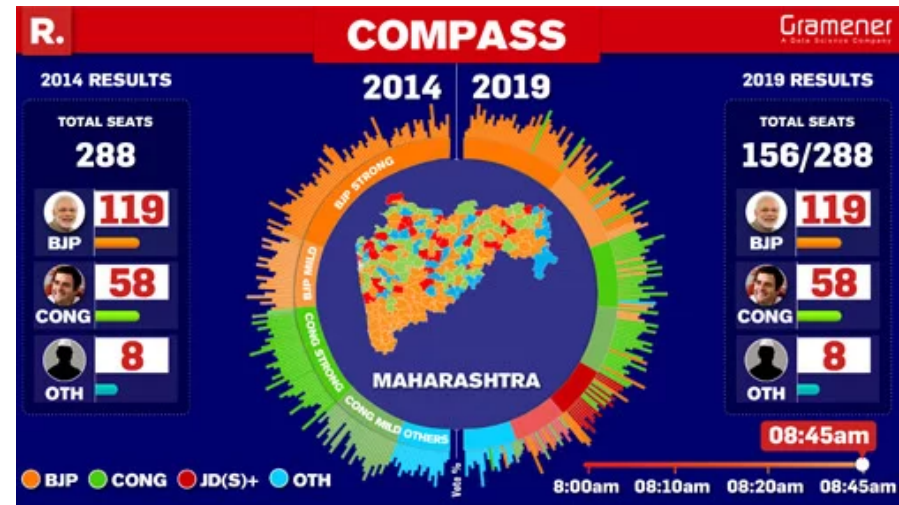 R.
COMPASS
Gramener
A Data Science Company
2014 RESULTS
TOTAL SEATS
288
119
BJP
58
CONG
8
OTH
2014
2019
BJP STRONG
BJP MILD
CONG STRONG
CONG MILD
OTHERS
MAHARASHTRA
Vote %
2019 RESULTS
TOTAL SEATS
156/288
119
BJP
58
CONG
8
OTH
08:45am
8:00am 08:10am 08:20am 08:45am
BJP CONG JD(S)+ OTH